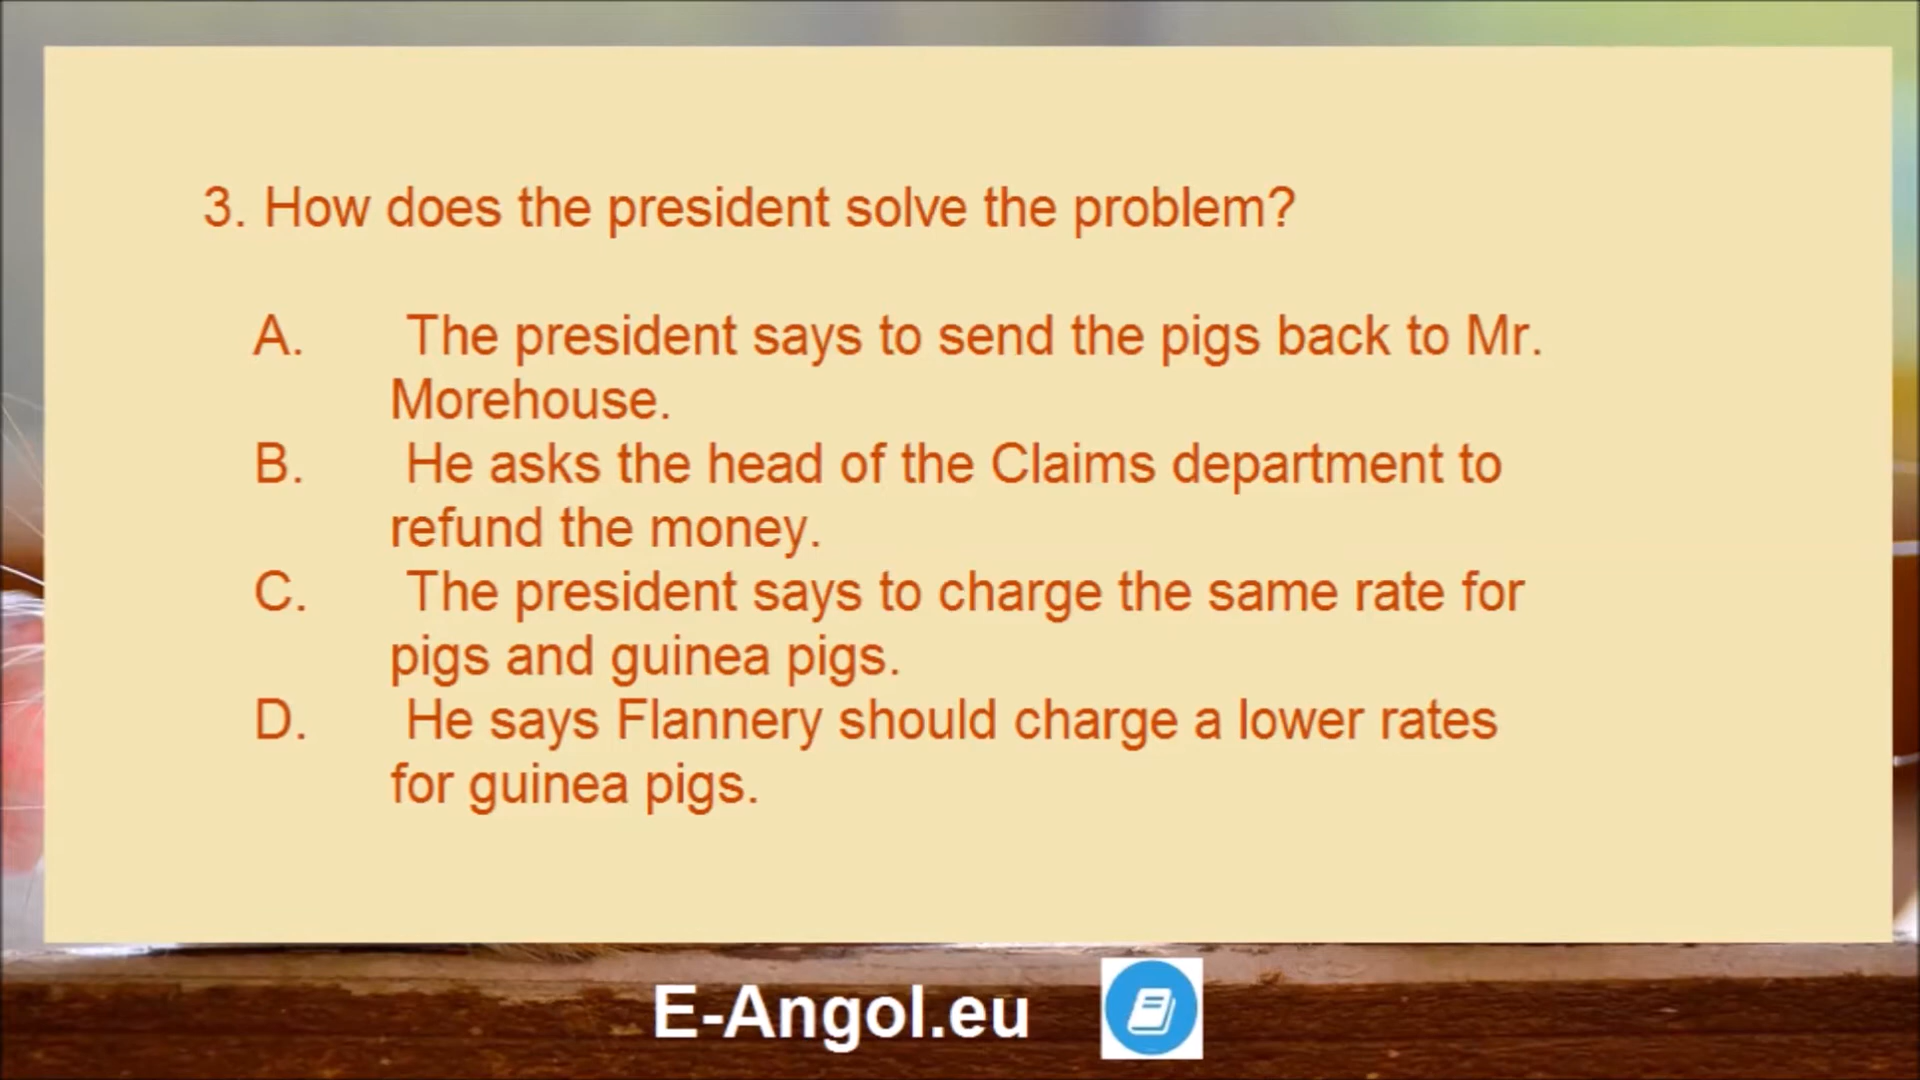 3. How does the president solve the problem?
A. The president says to send the pigs back to Mr.
Morehouse.
B. He asks the head of the Claims department to
refund the money.
C. The president says to charge the same rate for
pigs and guinea pigs.
D. He says Flannery should charge a lower rates
for guinea pigs.
E-Angol.eu